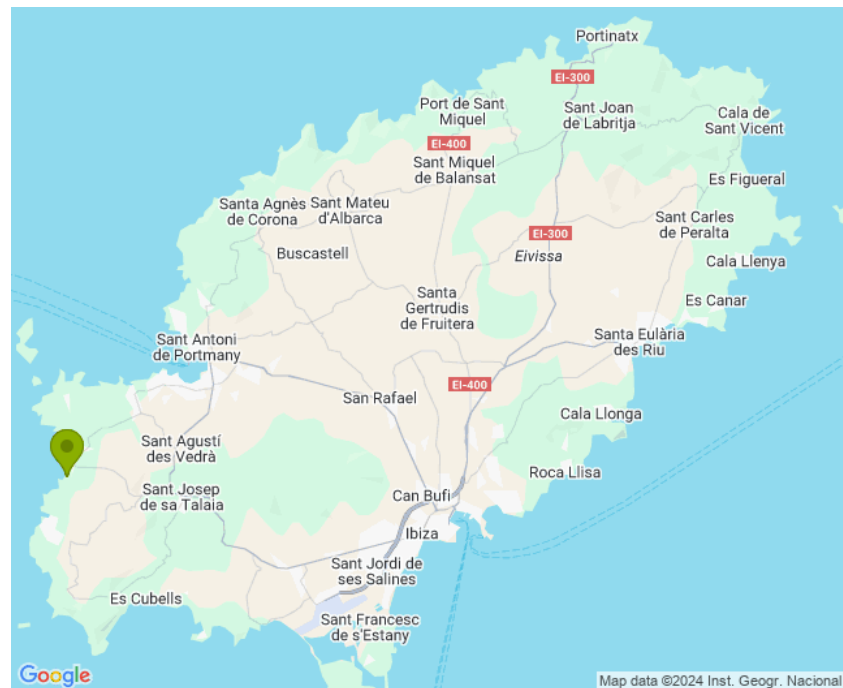 Portinatx
EI-300
Port de Sant
Miquel
Sant Joan
de Labritja
Cala de
Sant Vicent
EI-400
Sant Miquel
de Balansat
Es Figueral
Santa Agnès
de Corona
Sant Mateu
d'Albarca
Sant Carles
de Peralta
EI-300
Buscastell
Eivissa
Cala Llenya
Santa
Gertrudis
de Fruitera
Es Canar
Sant Antoni
de Portmany
Santa Eulària
des Riu
EI-400
San Rafael
Cala Llonga
Sant Agustí
des Vedrà
Roca Llisa
Sant Josep
de sa Talaia
Can Bufi
Ibiza
Sant Jordi de
ses Salines
Es Cubells
Sant Francesc
de s'Estany
Google
Map data ©2024 Inst. Geogr. Nacional